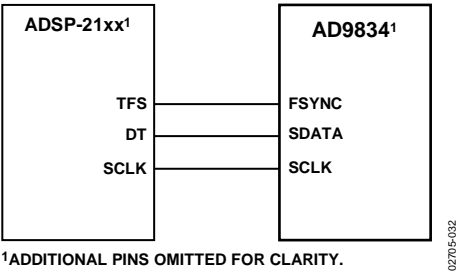 ADSP-21xx¹
AD9834¹
TFS
FSYNC
DT
SDATA
SCLK
SCLK
¹ADDITIONAL PINS OMITTED FOR CLARITY.
02705-032